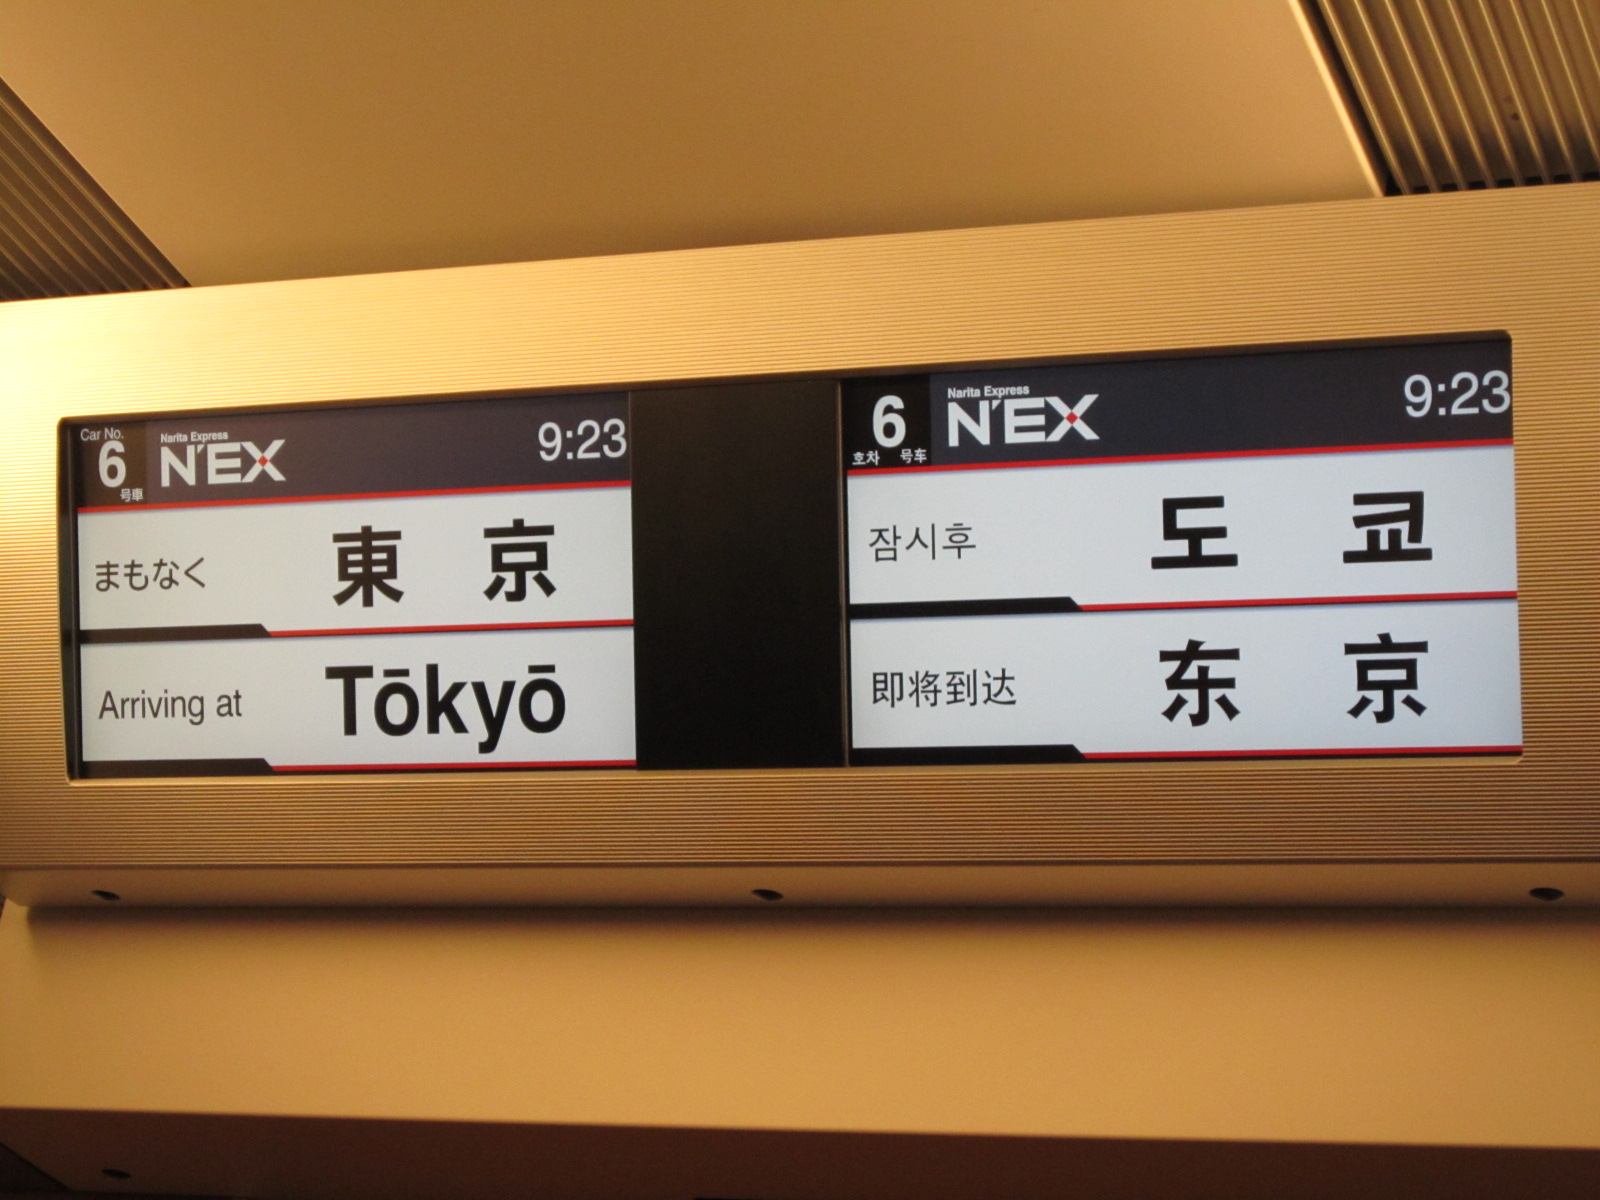 Car No.
6
号車
Narita Express
N'EX
9:23
まもなく 東京
Arriving at Tōkyō
6
호차 号车
Narita Express
N'EX
9:23
잠시후 도쿄
即将到达 东京